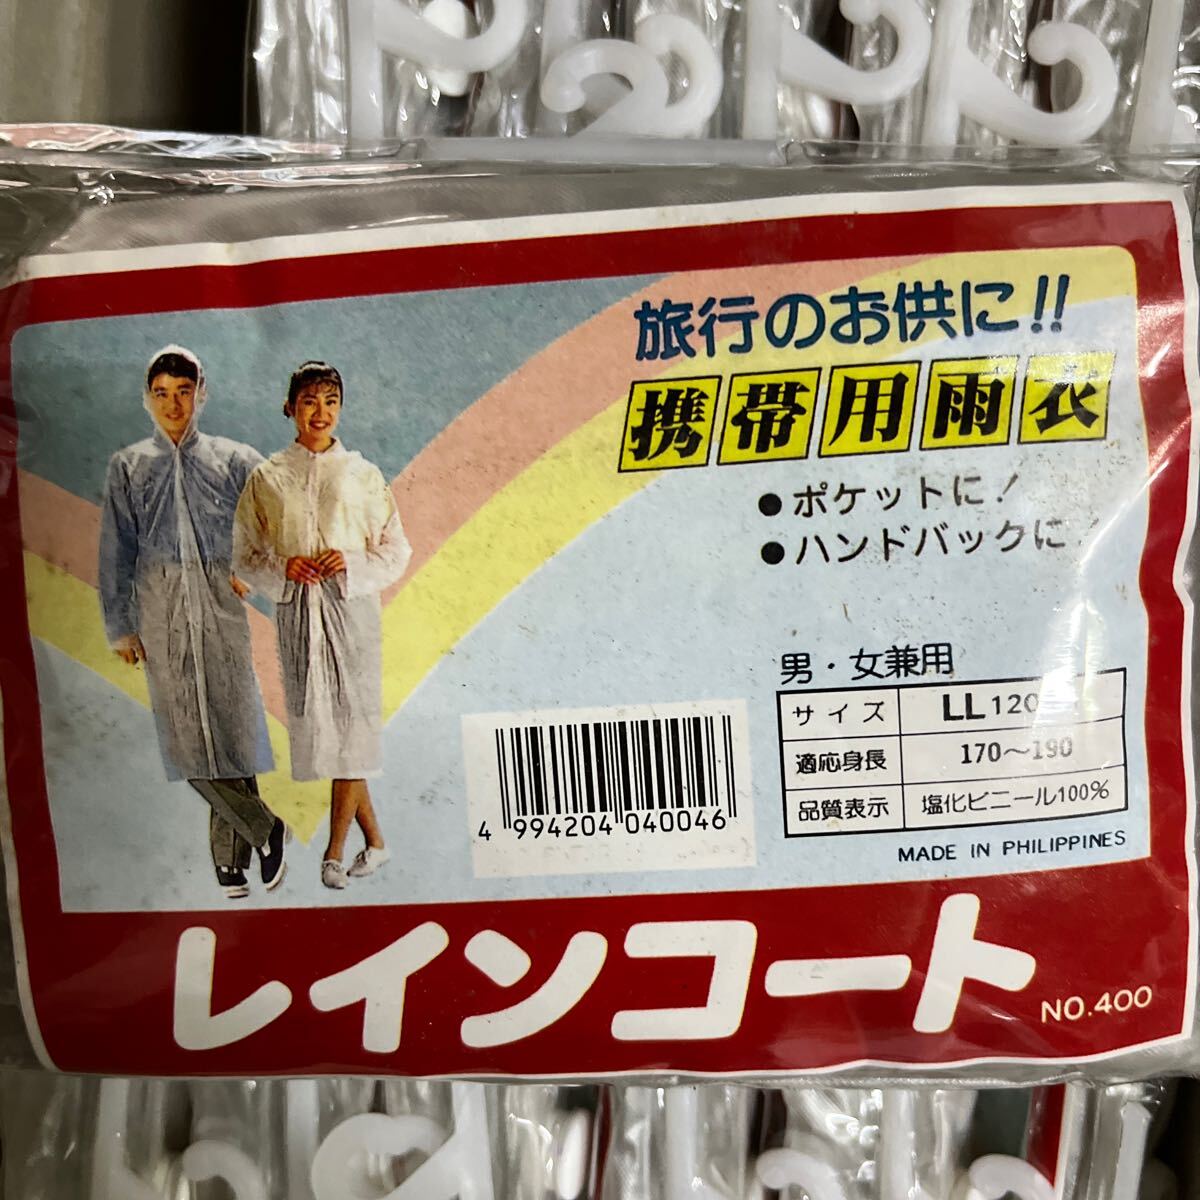 旅行のお供に!!
携帯用雨衣
●ポケットに!
●ハンドバックに!
男・女兼用
サイズ LL 120
適応身長 170〜190
品質表示 塩化ビニール100%
MADE IN PHILIPPINES
4 994204 040046
レインコート
NO.400